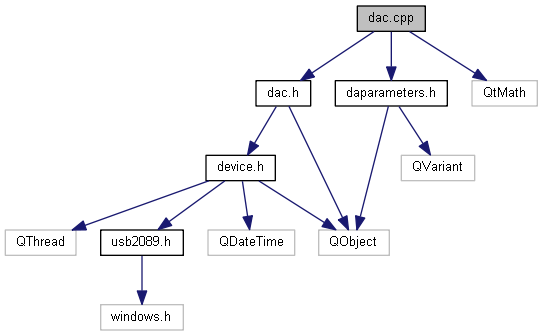 dac.cpp
dac.h
daparameters.h
QtMath
device.h
QVariant
QThread
usb2089.h
QDateTime
QObject
windows.h